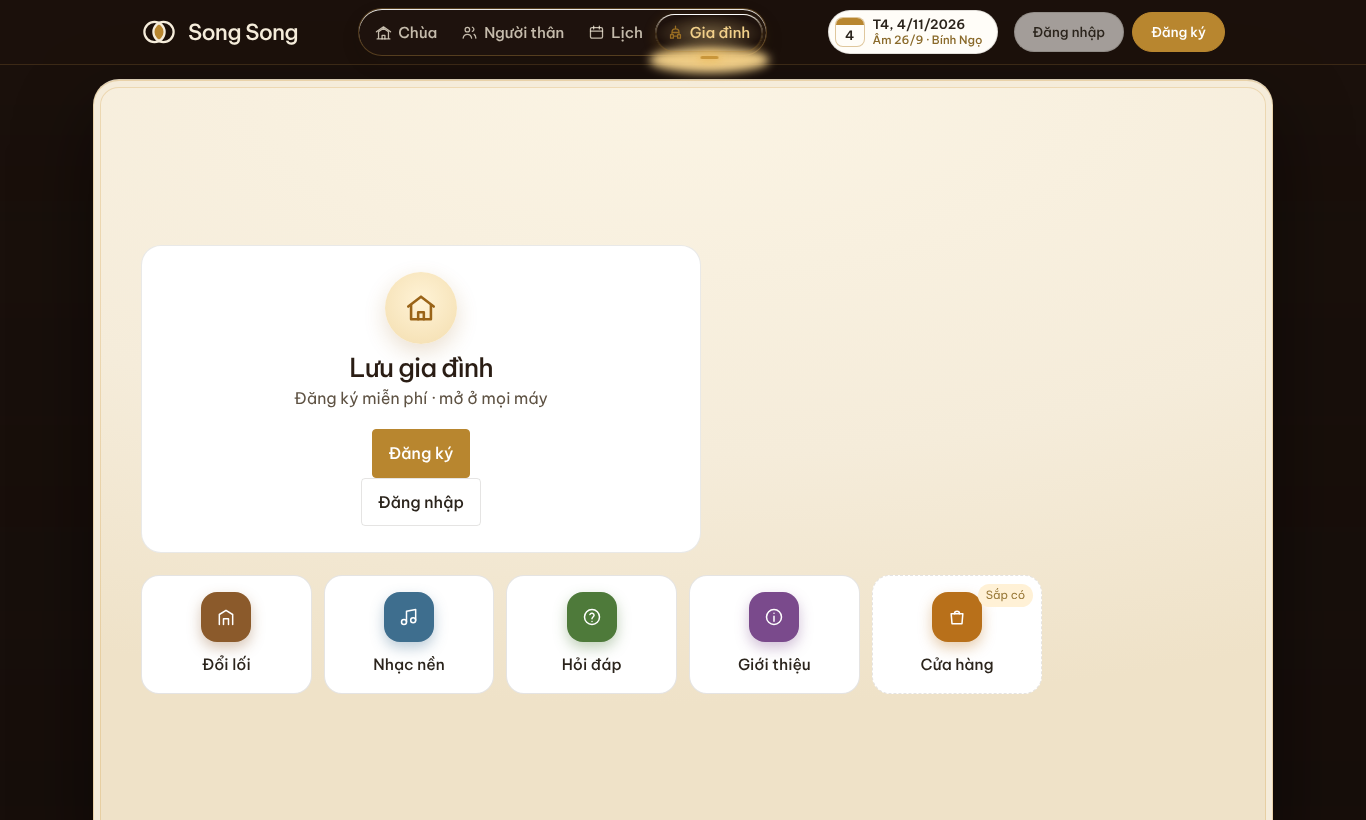 Song Song
Chùa
Người thân
Lịch
Gia đình
4
T4, 4/11/2026
Âm 26/9 · Bính Ngọ
Đăng nhập
Đăng ký
Lưu gia đình
Đăng ký miễn phí · mở ở mọi máy
Đăng ký
Đăng nhập
Đổi lối
Nhạc nền
Hỏi đáp
Giới thiệu
Sắp có
Cửa hàng